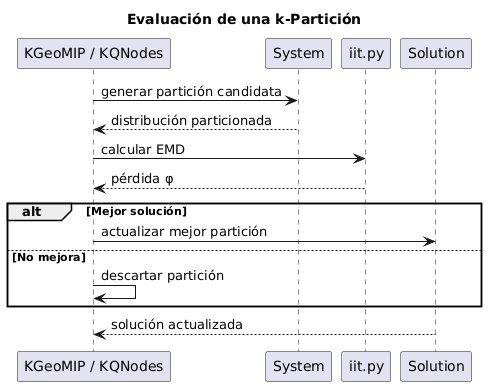 Evaluación de una k-Partición
KGeoMIP / KQNodes
System
iit.py
Solution
generar partición candidata
distribución particionada
calcular EMD
pérdida φ
alt
[Mejor solución]
actualizar mejor partición
[No mejora]
descartar partición
solución actualizada
KGeoMIP / KQNodes
System
iit.py
Solution